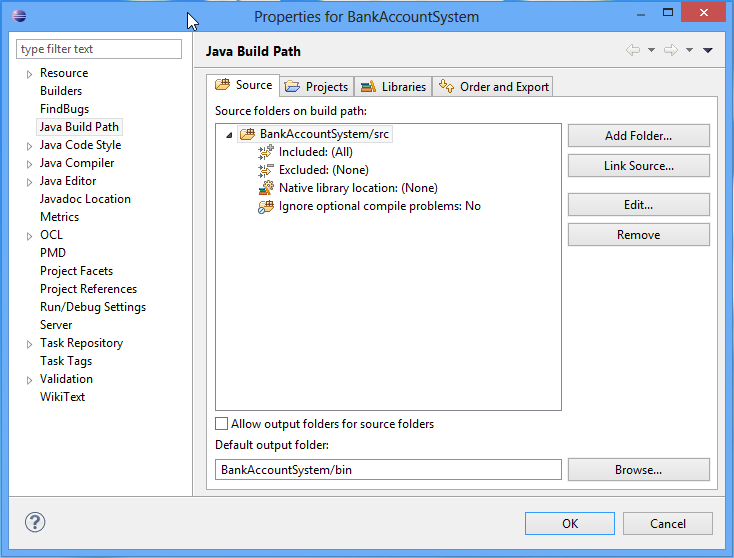 Properties for BankAccountSystem
type filter text
Resource
Builders
FindBugs
Java Build Path
Java Code Style
Java Compiler
Java Editor
Javadoc Location
Metrics
OCL
PMD
Project Facets
Project References
Run/Debug Settings
Server
Task Repository
Task Tags
Validation
WikiText
Java Build Path
Source Projects Libraries Order and Export
Source folders on build path:
BankAccountSystem/src
Included: (All)
Excluded: (None)
Native library location: (None)
Ignore optional compile problems: No
Add Folder...
Link Source...
Edit...
Remove
Allow output folders for source folders
Default output folder:
BankAccountSystem/bin
Browse...
OK Cancel